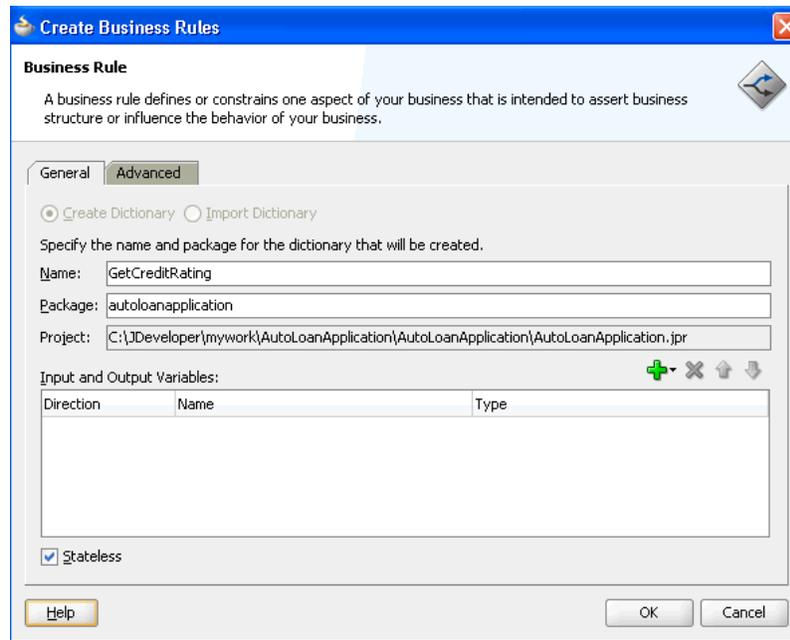 Create Business Rules
Business Rule
A business rule defines or constrains one aspect of your business that is intended to assert business
structure or influence the behavior of your business.
General Advanced
Create Dictionary Import Dictionary
Specify the name and package for the dictionary that will be created.
Name: GetCreditRating
Package: autoloanapplication
Project: C:\JDeveloper\mywork\AutoLoanApplication\AutoLoanApplication\AutoLoanApplication.jpr
Input and Output Variables:
Direction Name Type
Stateless
Help OK Cancel